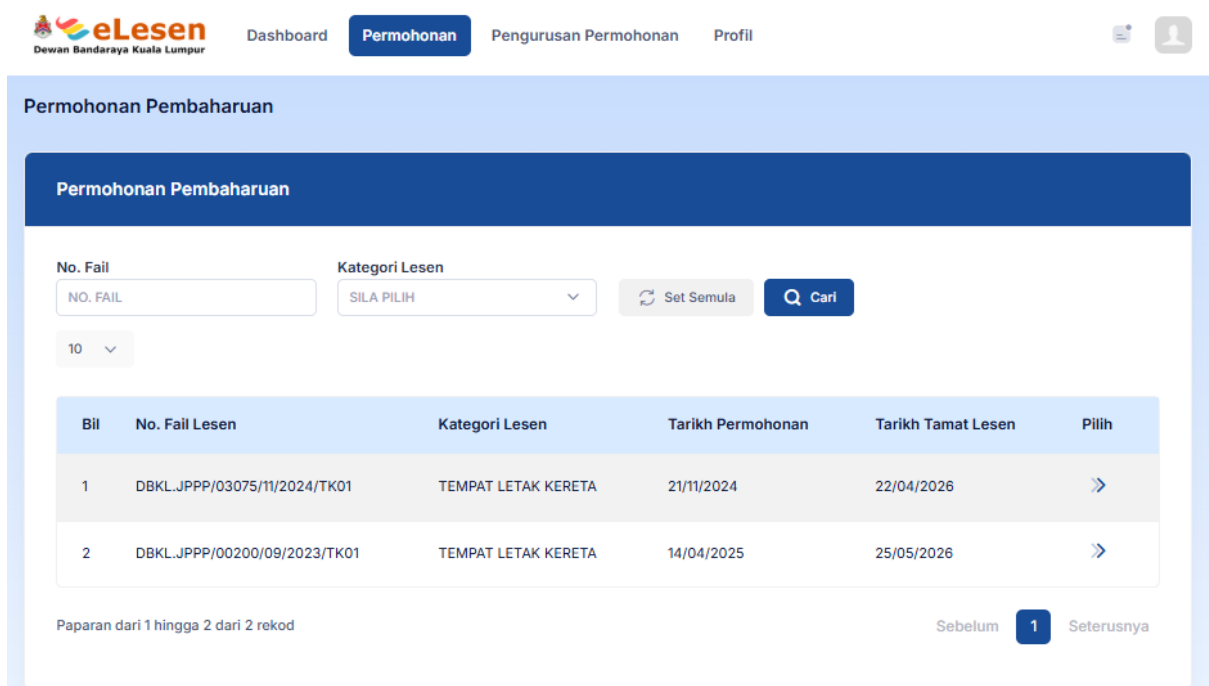 eLesen
Dewan Bandaraya Kuala Lumpur
Dashboard Permohonan Pengurusan Permohonan Profil
Permohonan Pembaharuan
Permohonan Pembaharuan
No. Fail Kategori Lesen
NO. FAIL SILA PILIH Set Semula Cari
10
Bil No. Fail Lesen Kategori Lesen Tarikh Permohonan Tarikh Tamat Lesen Pilih
1 DBKL.JPPP/03075/11/2024/TK01 TEMPAT LETAK KERETA 21/11/2024 22/04/2026
2 DBKL.JPPP/00200/09/2023/TK01 TEMPAT LETAK KERETA 14/04/2025 25/05/2026
Paparan dari 1 hingga 2 dari 2 rekod Sebelum 1 Seterusnya